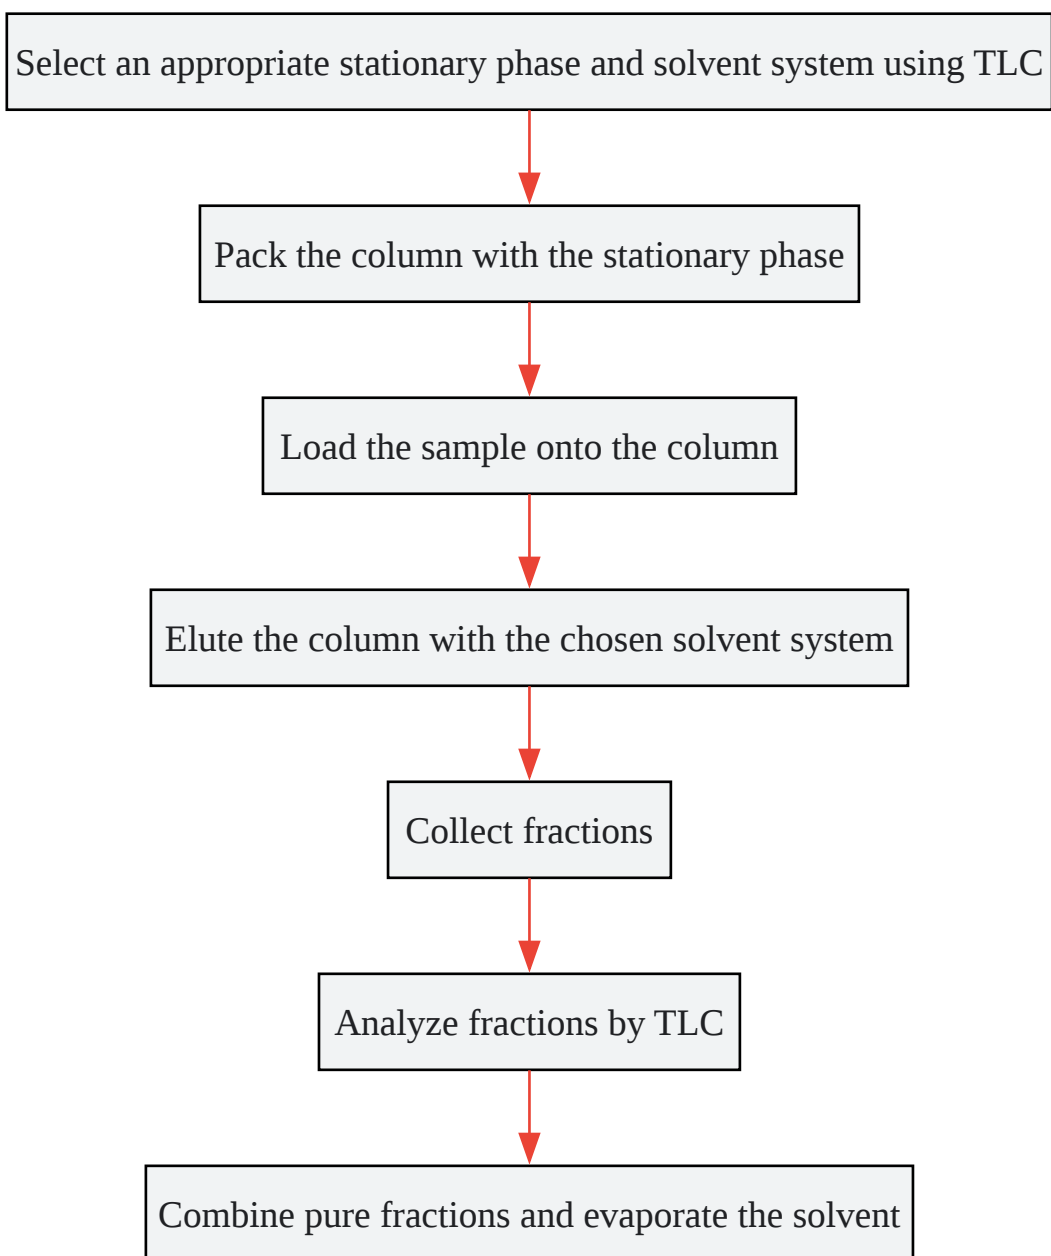 Select an appropriate stationary phase and solvent system using TLC
Pack the column with the stationary phase
Load the sample onto the column
Elute the column with the chosen solvent system
Collect fractions
Analyze fractions by TLC
Combine pure fractions and evaporate the solvent